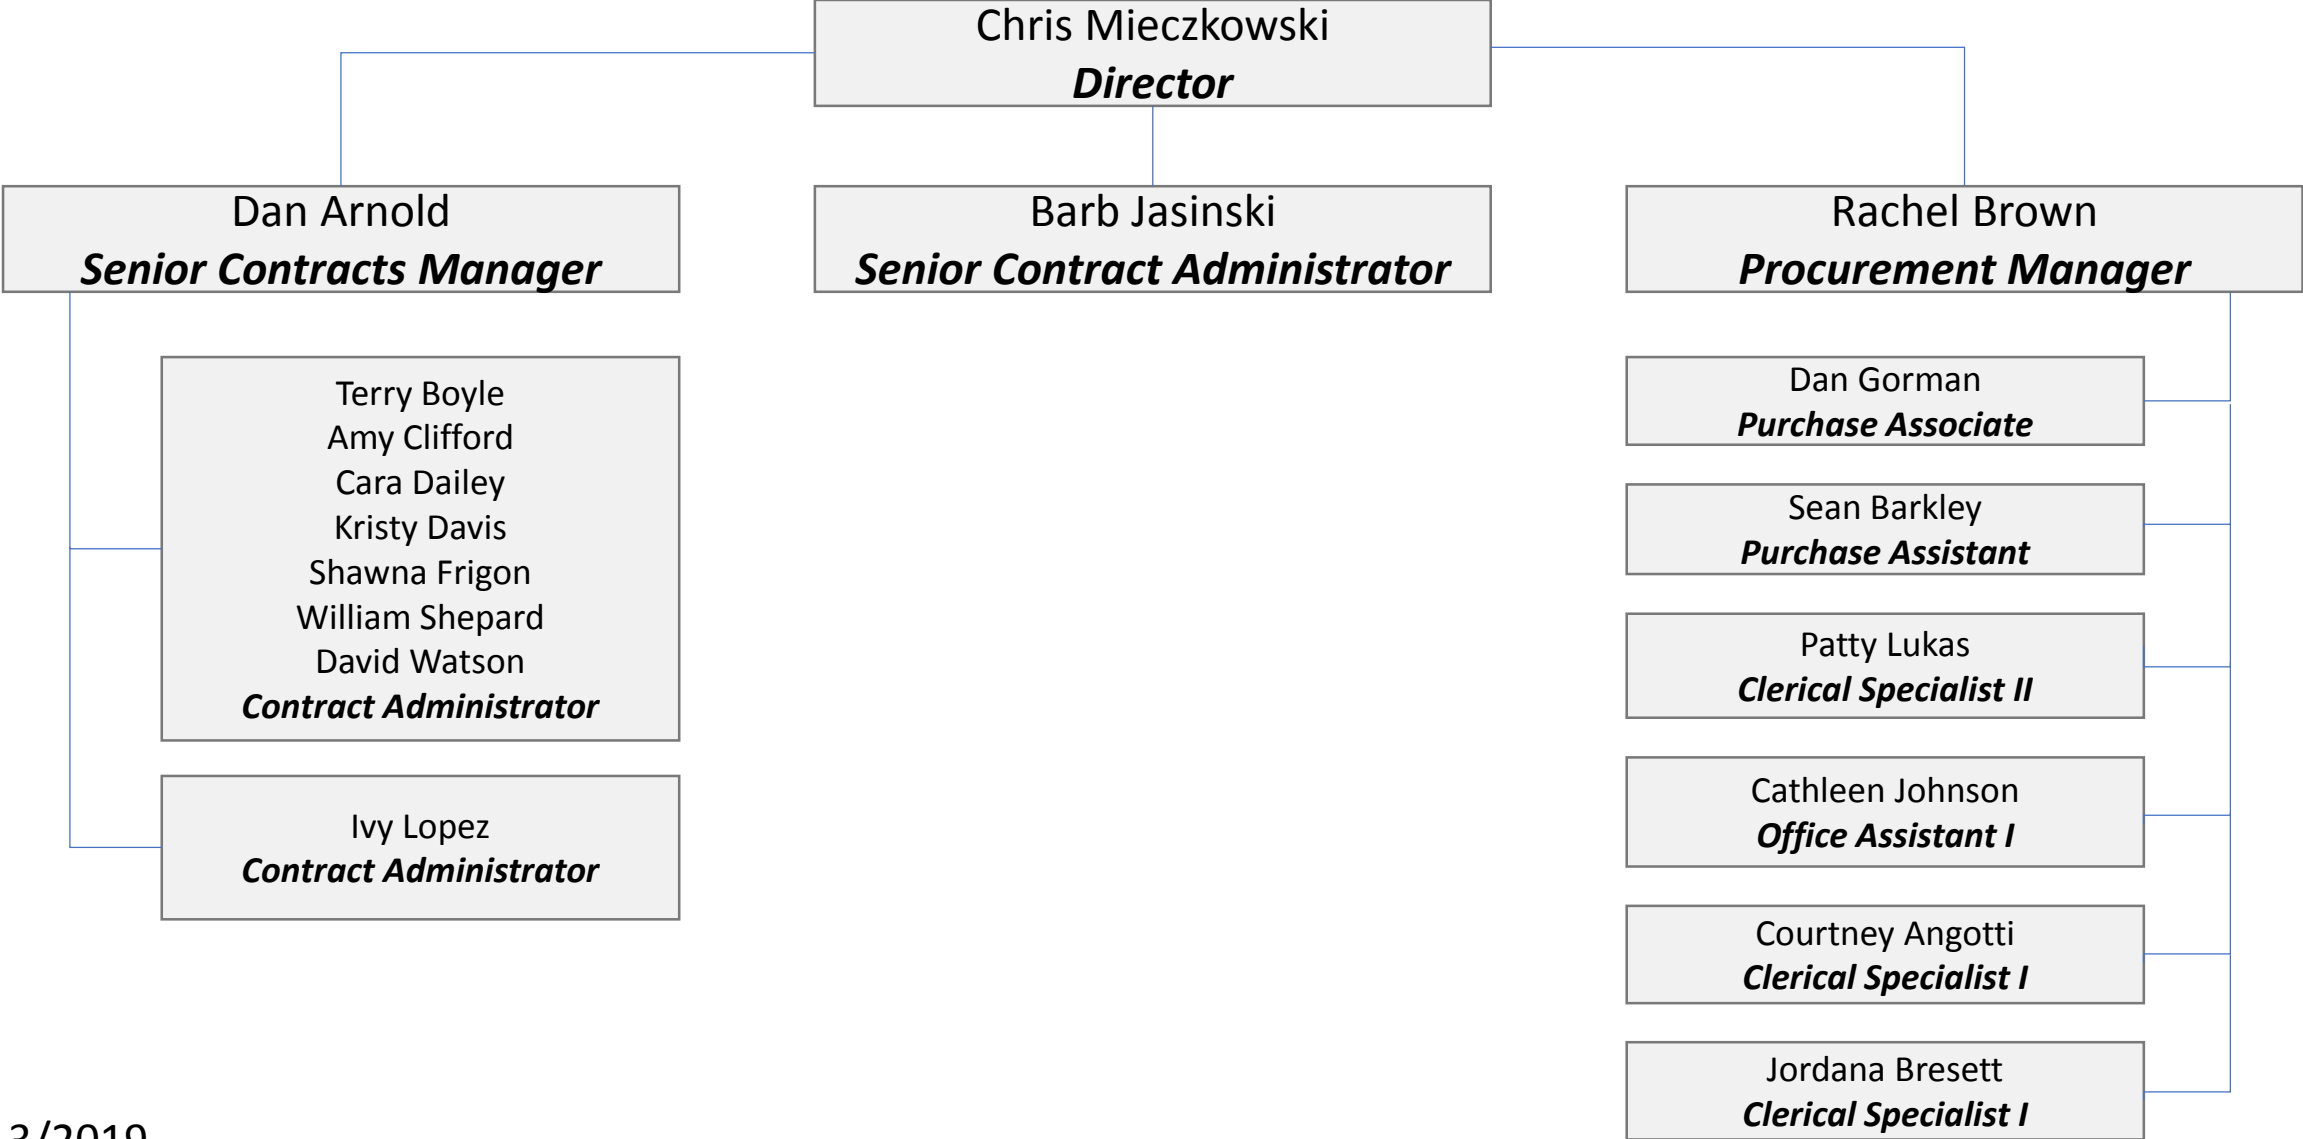 Chris Mieczkowski
Director
Dan Arnold
Senior Contracts Manager
Barb Jasinski
Senior Contract Administrator
Rachel Brown
Procurement Manager
Terry Boyle
Amy Clifford
Cara Dailey
Kristy Davis
Shawna Frigon
William Shepard
David Watson
Contract Administrator
Ivy Lopez
Contract Administrator
Dan Gorman
Purchase Associate
Sean Barkley
Purchase Assistant
Patty Lukas
Clerical Specialist II
Cathleen Johnson
Office Assistant I
Courtney Angotti
Clerical Specialist I
Jordana Bresett
Clerical Specialist I
3/2019